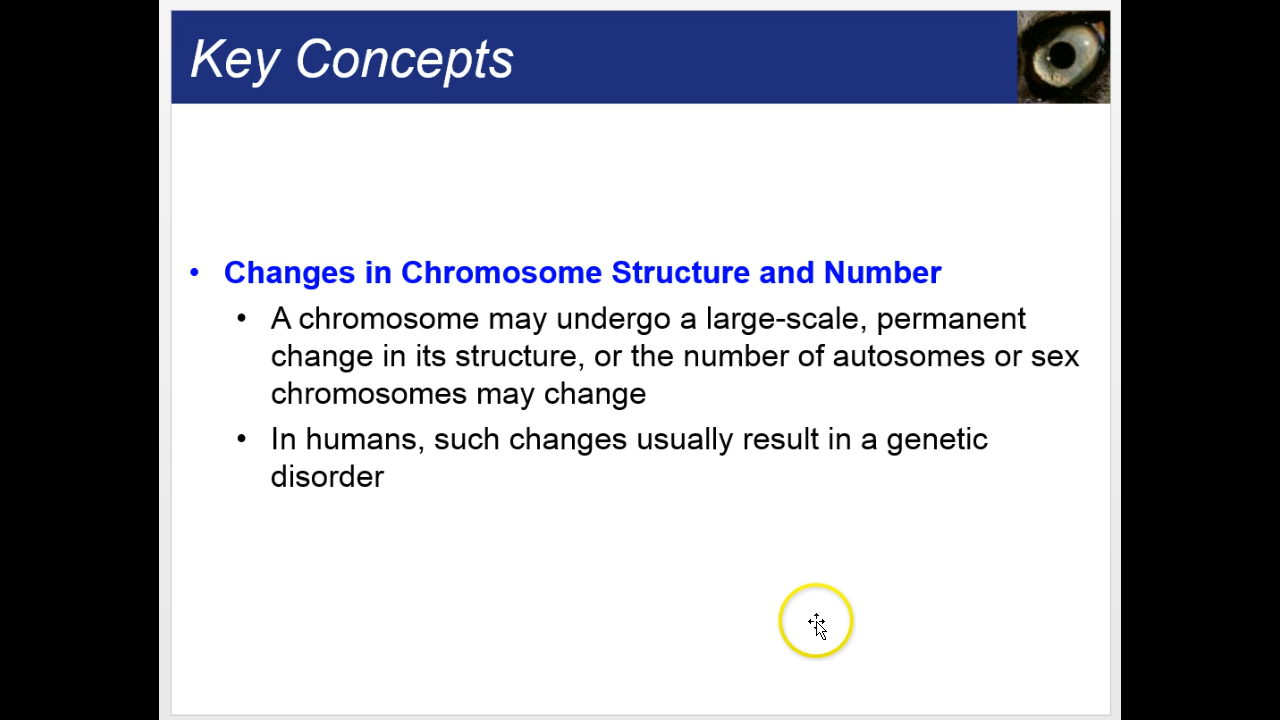 Key Concepts
• Changes in Chromosome Structure and Number
• A chromosome may undergo a large-scale, permanent
change in its structure, or the number of autosomes or sex
chromosomes may change
• In humans, such changes usually result in a genetic
disorder